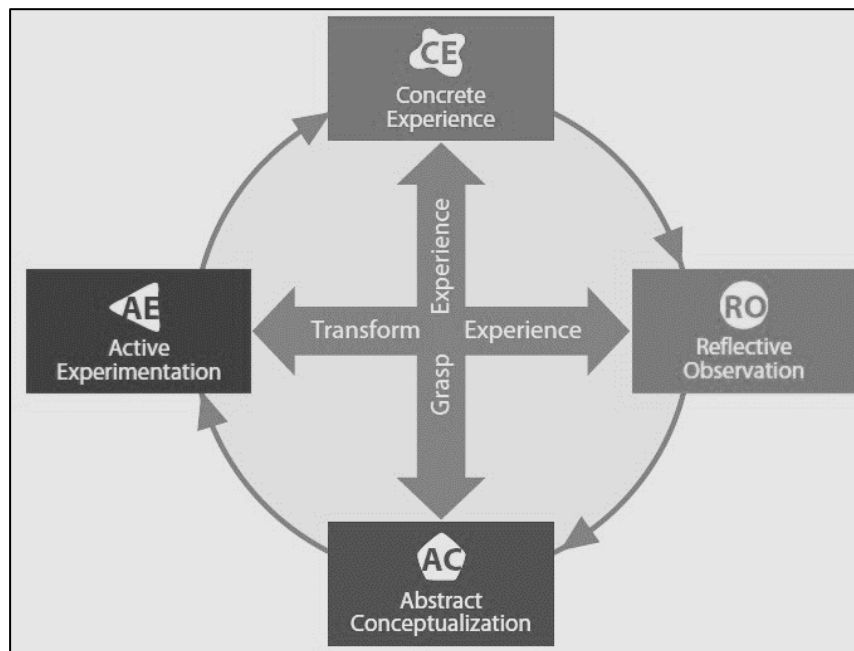 CE
Concrete
Experience
AE
Active
Experimentation
Transform Experience
Grasp Experience
RO
Reflective
Observation
AC
Abstract
Conceptualization